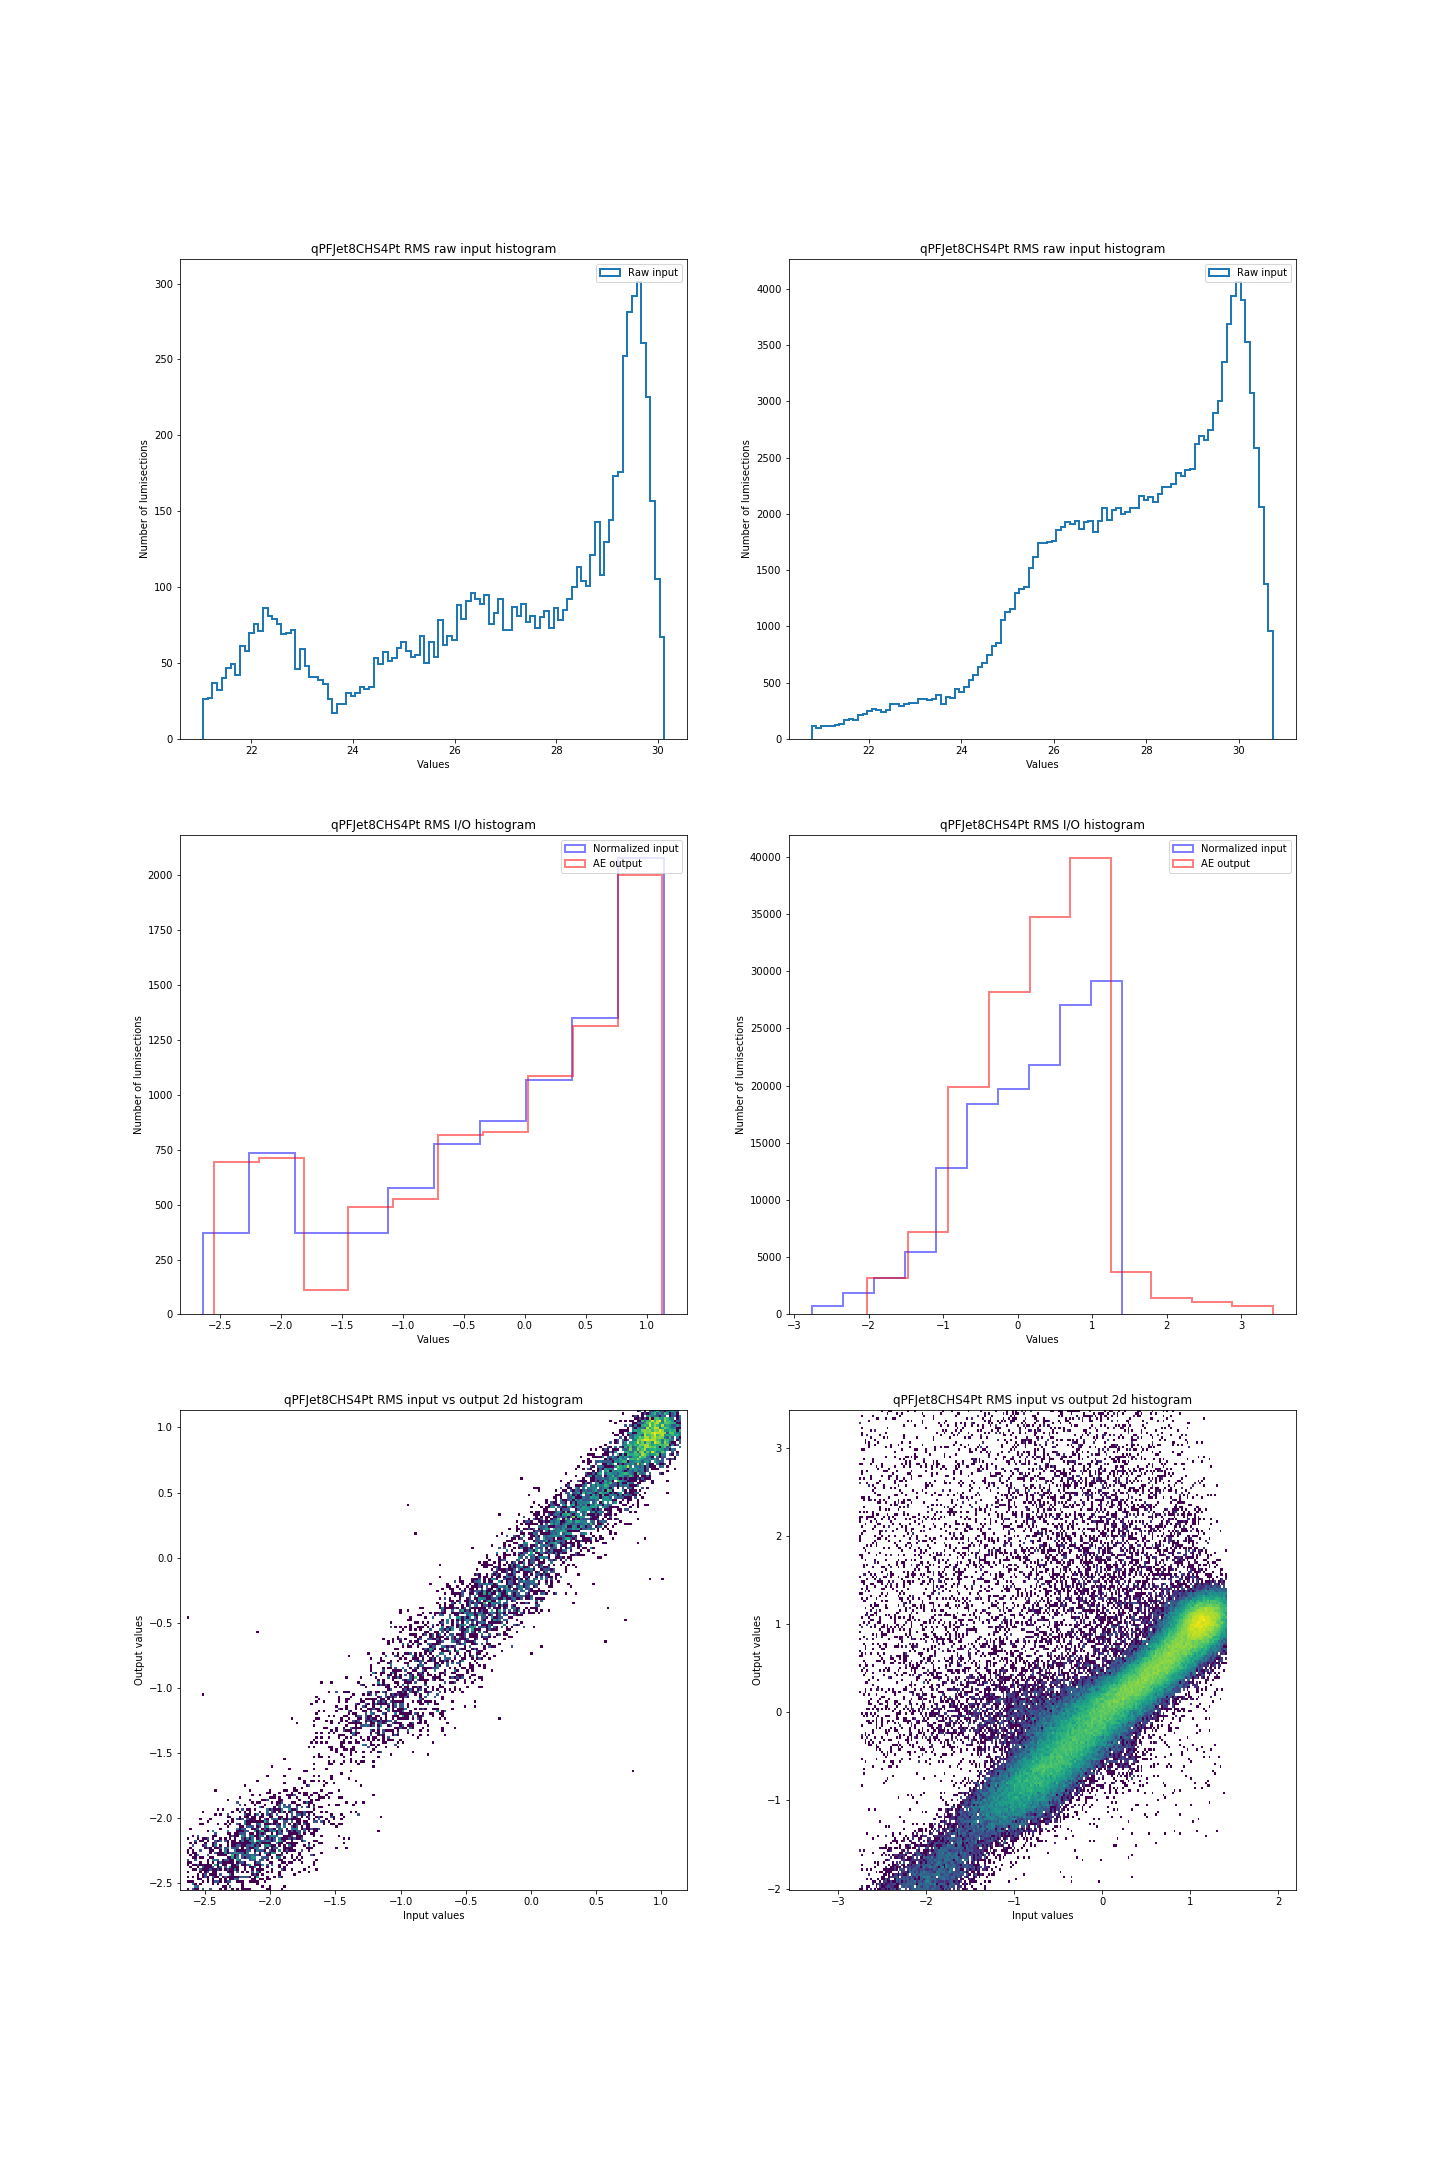 qPFJet8CHS4Pt RMS raw input histogram
Raw input
Number of lumisections
300
250
200
150
100
50
0
22 24 26 28 30
Values
qPFJet8CHS4Pt RMS raw input histogram
Raw input
Number of lumisections
4000
3500
3000
2500
2000
1500
1000
500
0
22 24 26 28 30
Values
qPFJet8CHS4Pt RMS I/O histogram
Normalized input
AE output
Number of lumisections
2000
1750
1500
1250
1000
750
500
250
0
−2.5 −2.0 −1.5 −1.0 −0.5 0.0 0.5 1.0
Values
qPFJet8CHS4Pt RMS I/O histogram
Normalized input
AE output
Number of lumisections
40000
35000
30000
25000
20000
15000
10000
5000
0
−3 −2 −1 0 1 2 3
Values
qPFJet8CHS4Pt RMS input vs output 2d histogram
Output values
1.0
0.5
0.0
−0.5
−1.0
−1.5
−2.0
−2.5
−2.5 −2.0 −1.5 −1.0 −0.5 0.0 0.5 1.0
Input values
qPFJet8CHS4Pt RMS input vs output 2d histogram
Output values
3
2
1
0
−1
−2
−3 −2 −1 0 1 2
Input values